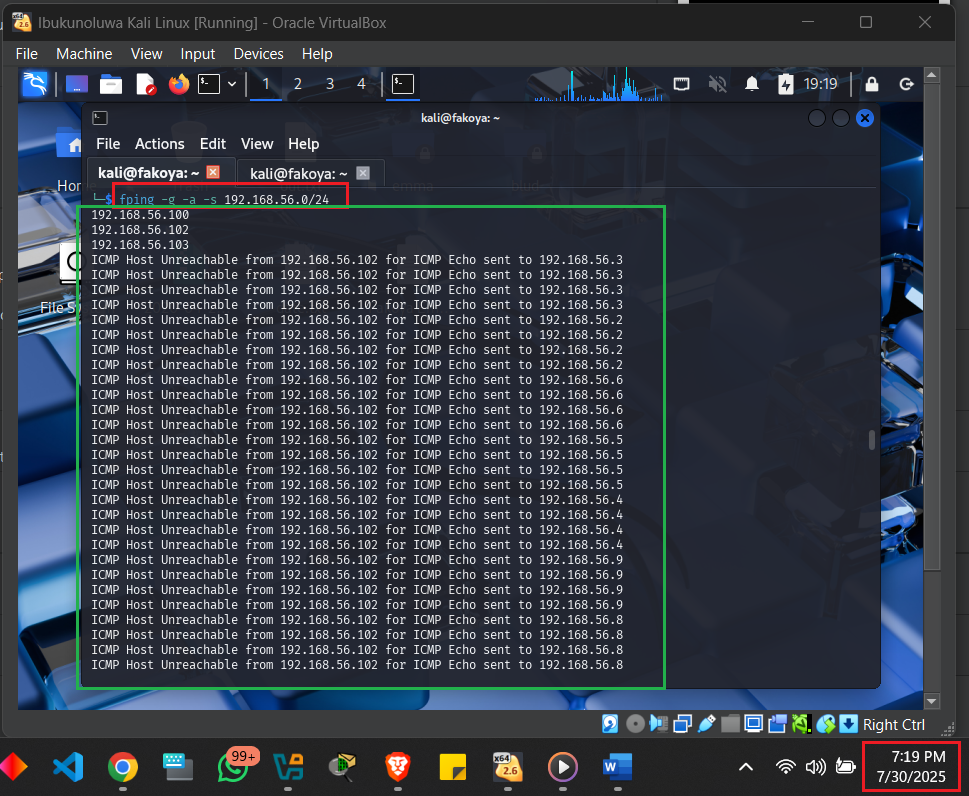 Ibukunoluwa Kali Linux [Running] - Oracle VirtualBox
File Machine View Input Devices Help
1 2 3 4 19:19
kali@fakoya: ~
File Actions Edit View Help
kali@fakoya: ~ kali@fakoya: ~
└─$ fping -g -a -s 192.168.56.0/24
192.168.56.100
192.168.56.102
192.168.56.103
ICMP Host Unreachable from 192.168.56.102 for ICMP Echo sent to 192.168.56.3
ICMP Host Unreachable from 192.168.56.102 for ICMP Echo sent to 192.168.56.3
ICMP Host Unreachable from 192.168.56.102 for ICMP Echo sent to 192.168.56.3
ICMP Host Unreachable from 192.168.56.102 for ICMP Echo sent to 192.168.56.3
ICMP Host Unreachable from 192.168.56.102 for ICMP Echo sent to 192.168.56.2
ICMP Host Unreachable from 192.168.56.102 for ICMP Echo sent to 192.168.56.2
ICMP Host Unreachable from 192.168.56.102 for ICMP Echo sent to 192.168.56.2
ICMP Host Unreachable from 192.168.56.102 for ICMP Echo sent to 192.168.56.2
ICMP Host Unreachable from 192.168.56.102 for ICMP Echo sent to 192.168.56.6
ICMP Host Unreachable from 192.168.56.102 for ICMP Echo sent to 192.168.56.6
ICMP Host Unreachable from 192.168.56.102 for ICMP Echo sent to 192.168.56.6
ICMP Host Unreachable from 192.168.56.102 for ICMP Echo sent to 192.168.56.6
ICMP Host Unreachable from 192.168.56.102 for ICMP Echo sent to 192.168.56.5
ICMP Host Unreachable from 192.168.56.102 for ICMP Echo sent to 192.168.56.5
ICMP Host Unreachable from 192.168.56.102 for ICMP Echo sent to 192.168.56.5
ICMP Host Unreachable from 192.168.56.102 for ICMP Echo sent to 192.168.56.5
ICMP Host Unreachable from 192.168.56.102 for ICMP Echo sent to 192.168.56.4
ICMP Host Unreachable from 192.168.56.102 for ICMP Echo sent to 192.168.56.4
ICMP Host Unreachable from 192.168.56.102 for ICMP Echo sent to 192.168.56.4
ICMP Host Unreachable from 192.168.56.102 for ICMP Echo sent to 192.168.56.4
ICMP Host Unreachable from 192.168.56.102 for ICMP Echo sent to 192.168.56.9
ICMP Host Unreachable from 192.168.56.102 for ICMP Echo sent to 192.168.56.9
ICMP Host Unreachable from 192.168.56.102 for ICMP Echo sent to 192.168.56.9
ICMP Host Unreachable from 192.168.56.102 for ICMP Echo sent to 192.168.56.9
ICMP Host Unreachable from 192.168.56.102 for ICMP Echo sent to 192.168.56.8
ICMP Host Unreachable from 192.168.56.102 for ICMP Echo sent to 192.168.56.8
ICMP Host Unreachable from 192.168.56.102 for ICMP Echo sent to 192.168.56.8
ICMP Host Unreachable from 192.168.56.102 for ICMP Echo sent to 192.168.56.8
Hor
File S
Right Ctrl
99+
x64
2.6
7:19 PM
7/30/2025